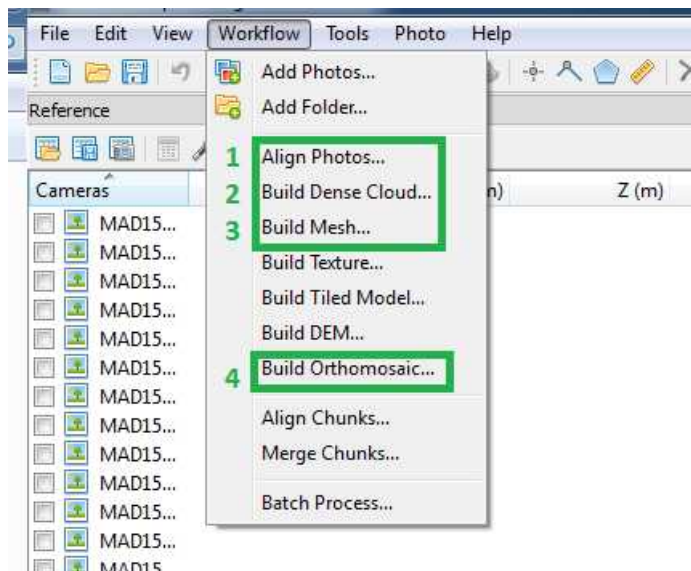 File Edit View Workflow Tools Photo Help
Add Photos...
Reference
Add Folder...
1 Align Photos...
Cameras
2 Build Dense Cloud...
n) Z (m)
3 Build Mesh...
MAD15...
Build Texture...
MAD15...
Build Tiled Model...
MAD15...
Build DEM...
MAD15...
4 Build Orthomosaic...
MAD15...
MAD15...
Align Chunks...
MAD15...
Merge Chunks...
MAD15...
MAD15...
Batch Process...
MAD15...
MAD15...
MAD15...
MAD15